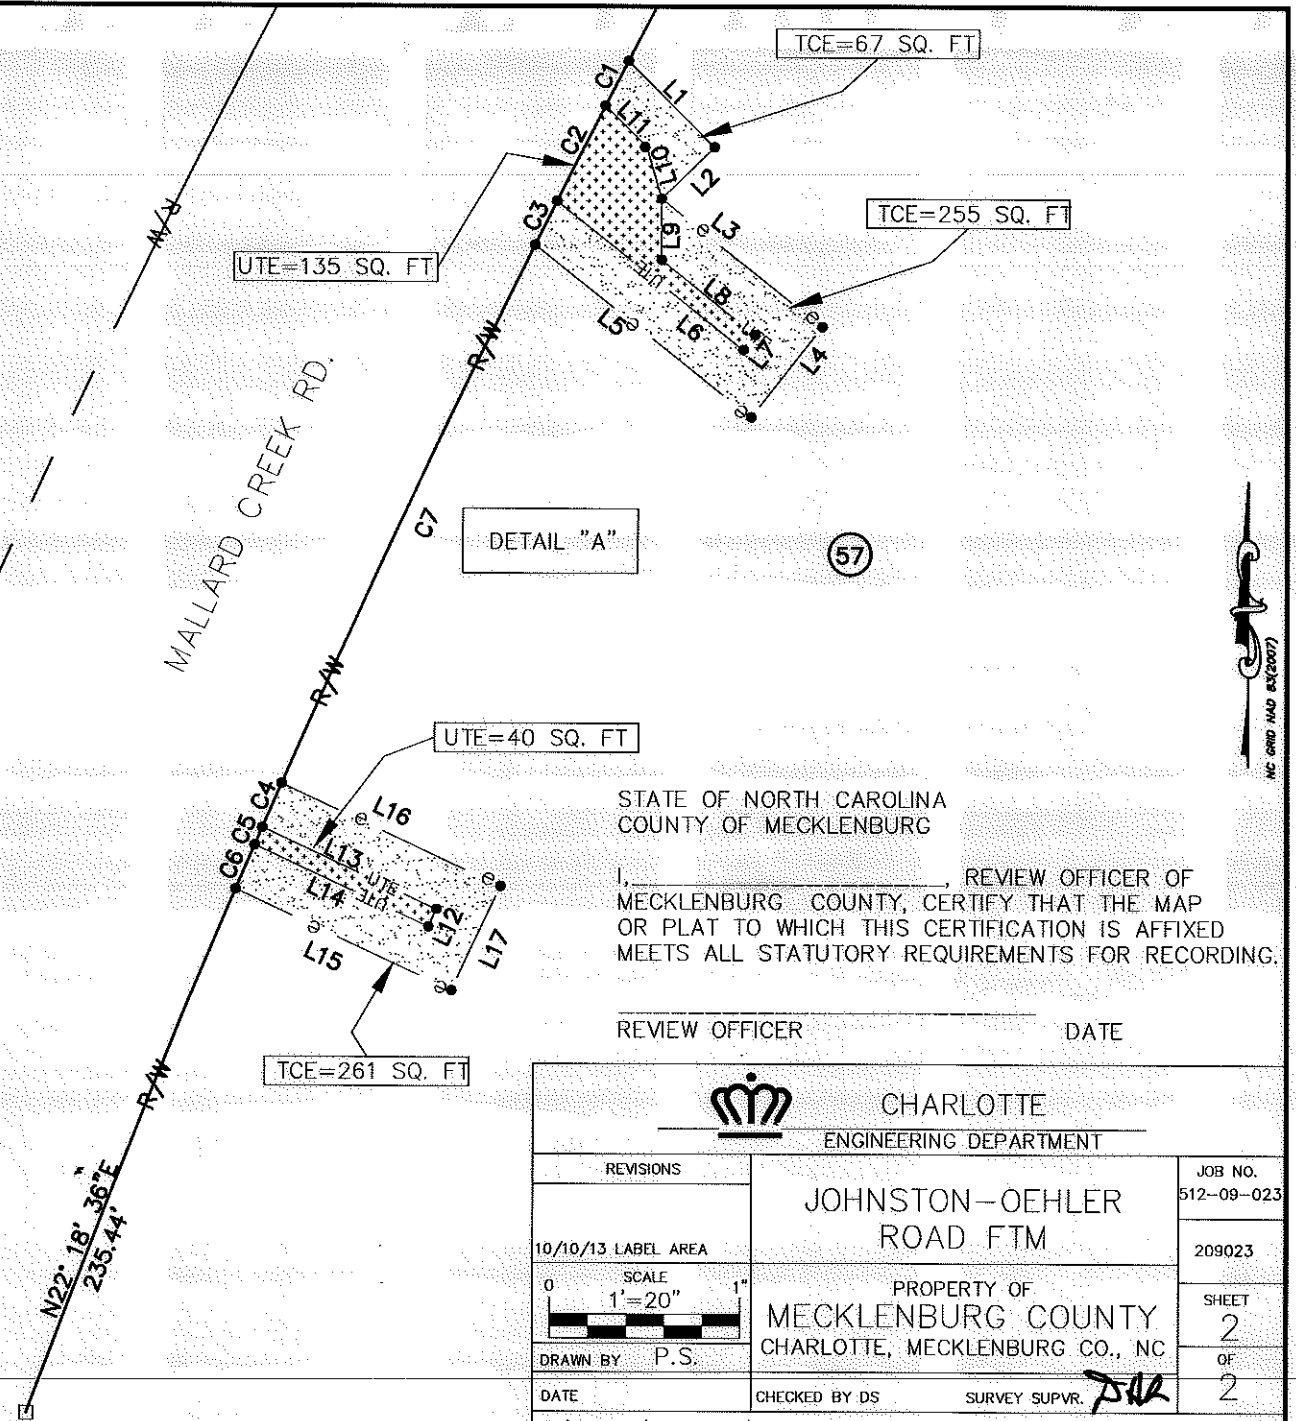 TCE=67 SQ. FT
C1
L1
L11
C2
L10
L2
C3
L3
TCE=255 SQ. FT
R/W
L9
UTE=135 SQ. FT
UTE
L8
L5
L6
UTE
L7
L4
R/W
MALLARD CREEK RD.
C7
DETAIL "A"
57
NC GRID NAD 83(2007)
R/W
UTE=40 SQ. FT
C4
L16
C5
L13
C6
UTE
L14
UTE
L12
L15
L17
STATE OF NORTH CAROLINA
COUNTY OF MECKLENBURG
I,____________________, REVIEW OFFICER OF
MECKLENBURG COUNTY, CERTIFY THAT THE MAP
OR PLAT TO WHICH THIS CERTIFICATION IS AFFIXED
MEETS ALL STATUTORY REQUIREMENTS FOR RECORDING.
REVIEW OFFICER DATE
TCE=261 SQ. FT
R/W
N22° 18' 36"E
235.44'
CHARLOTTE
ENGINEERING DEPARTMENT
REVISIONS
10/10/13 LABEL AREA
JOHNSTON-OEHLER
ROAD FTM
JOB NO.
512-09-023
209023
SCALE
0 1"
1'=20"
PROPERTY OF
MECKLENBURG COUNTY
CHARLOTTE, MECKLENBURG CO., NC
SHEET
2
OF
2
DRAWN BY P.S.
DATE
CHECKED BY DS
SURVEY SUPVR.